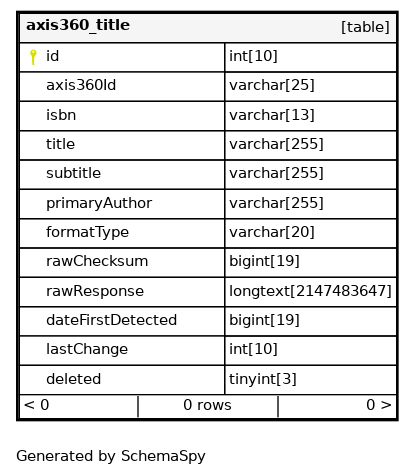 axis360_title [table]
id int[10]
axis360Id varchar[25]
isbn varchar[13]
title varchar[255]
subtitle varchar[255]
primaryAuthor varchar[255]
formatType varchar[20]
rawChecksum bigint[19]
rawResponse longtext[2147483647]
dateFirstDetected bigint[19]
lastChange int[10]
deleted tinyint[3]
< 0 0 rows 0 >
Generated by SchemaSpy